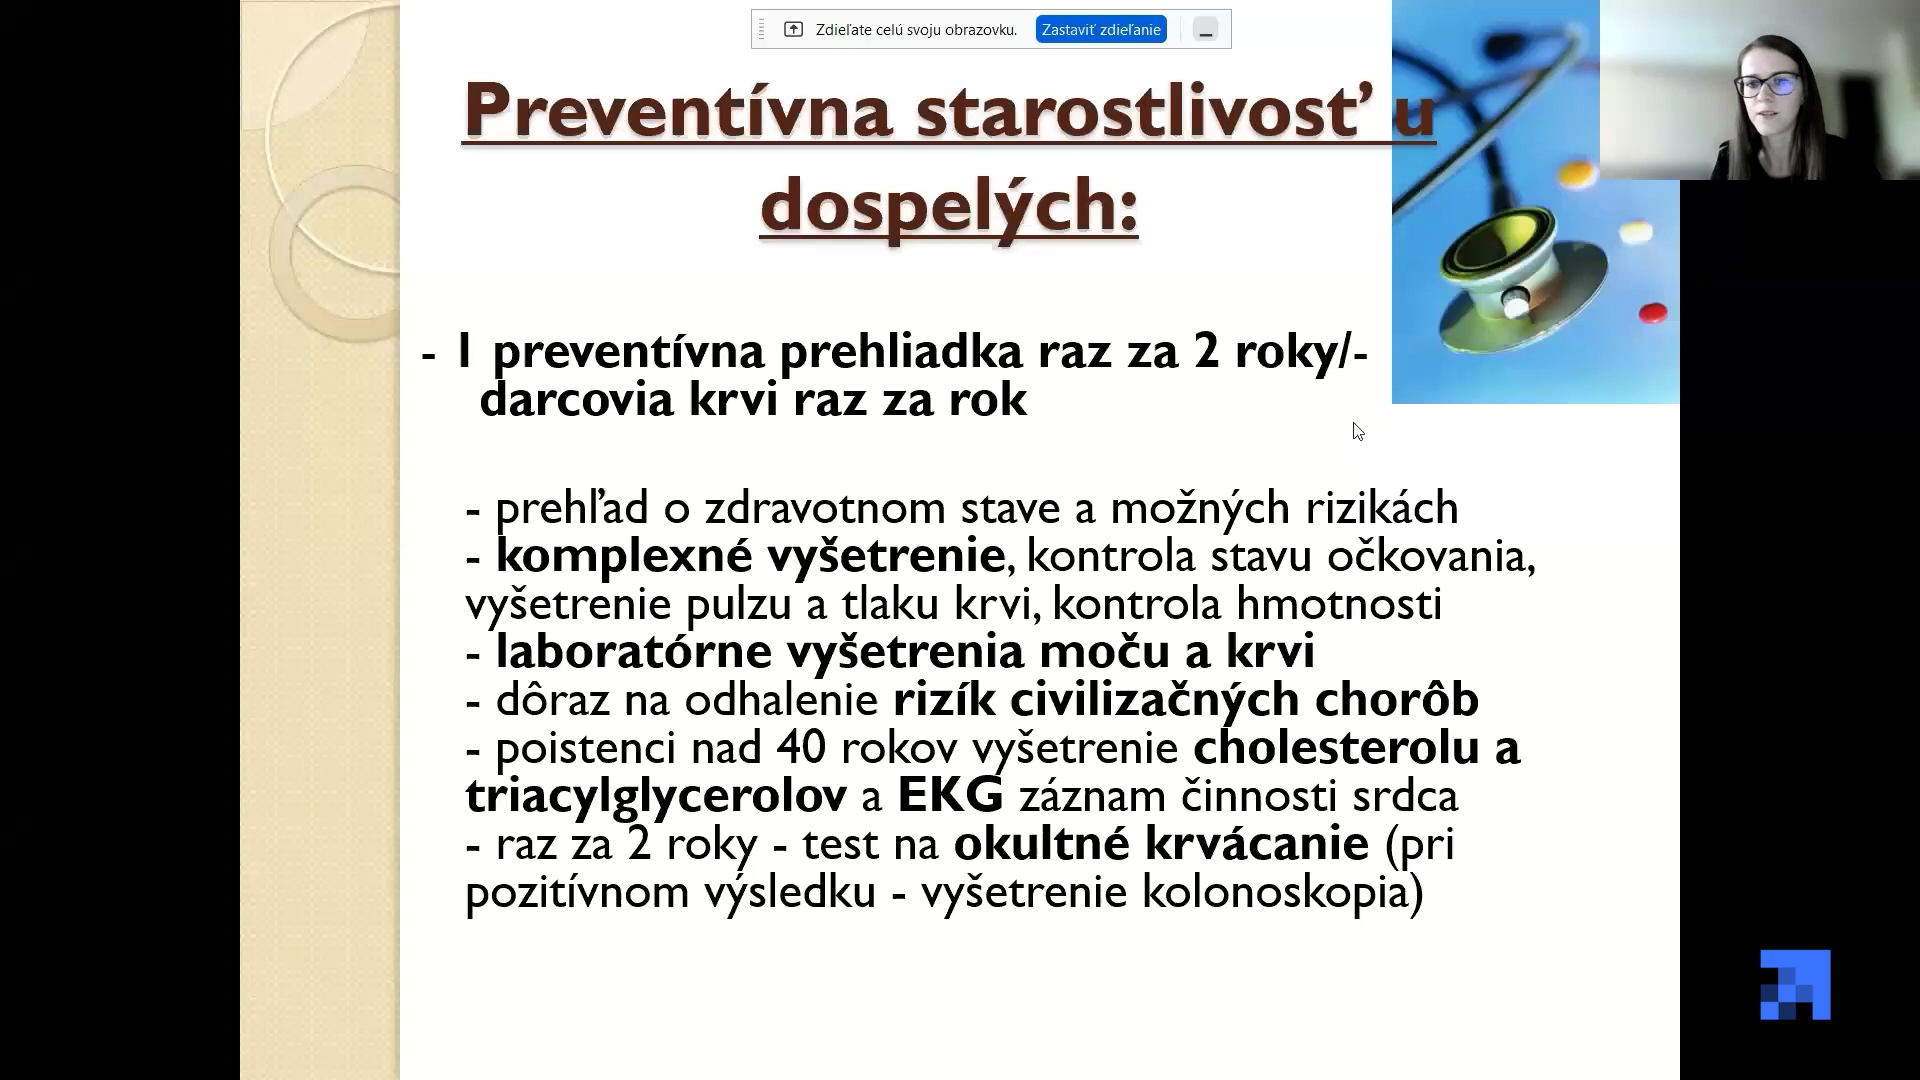 Zdieľate celú svoju obrazovku. Zastaviť zdieľanie
Preventívna starostlivosť u
dospelých:
- 1 preventívna prehliadka raz za 2 roky/-
darcovia krvi raz za rok
- prehľad o zdravotnom stave a možných rizikách
- komplexné vyšetrenie, kontrola stavu očkovania,
vyšetrenie pulzu a tlaku krvi, kontrola hmotnosti
- laboratórne vyšetrenia moču a krvi
- dôraz na odhalenie rizík civilizačných chorôb
- poistenci nad 40 rokov vyšetrenie cholesterolu a
triacylglycerolov a EKG záznam činnosti srdca
- raz za 2 roky - test na okultné krvácanie (pri
pozitívnom výsledku - vyšetrenie kolonoskopia)